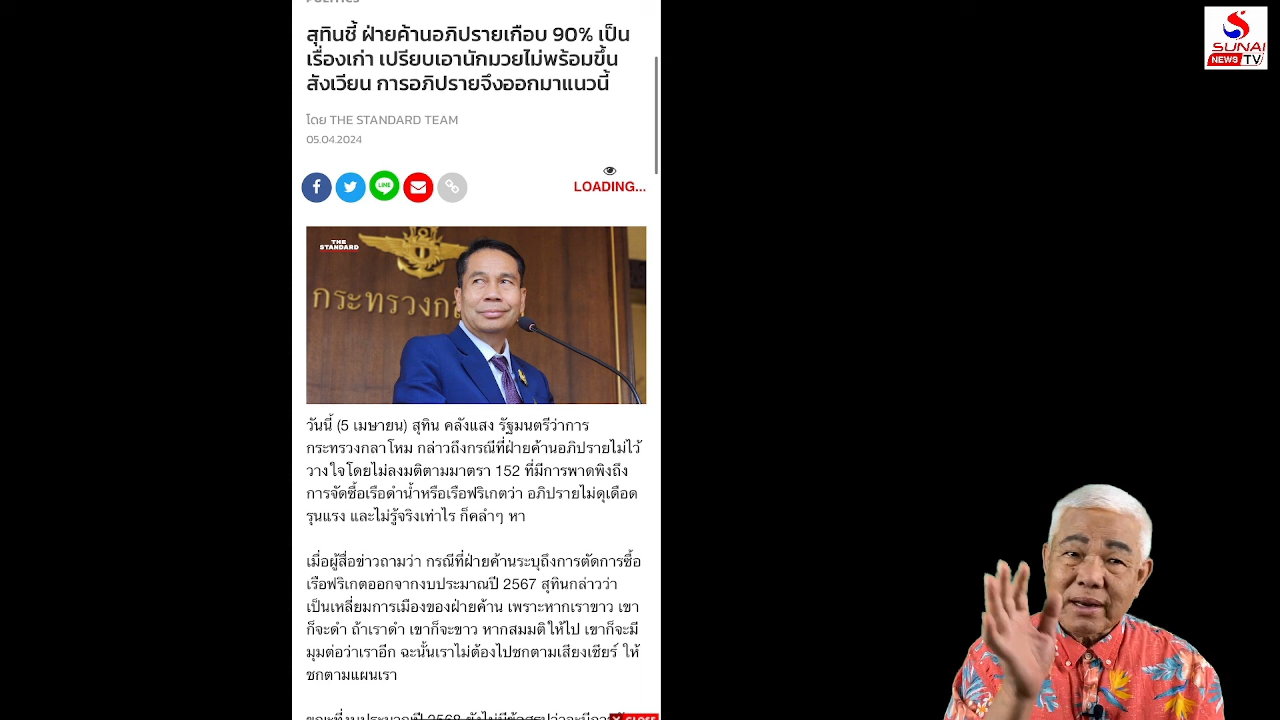 POLITICS
สุทินชี้ ฝ่ายค้านอภิปรายเกือบ 90% เป็น
เรื่องเก่า เปรียบเอานักมวยไม่พร้อมขึ้น
สังเวียน การอภิปรายจึงออกมาแนวนี้
โดย THE STANDARD TEAM
05.04.2024
LINE
LOADING...
THE
STANDARD
กระทรวงกล
วันนี้ (5 เมษายน) สุทิน คลังแสง รัฐมนตรีว่าการ
กระทรวงกลาโหม กล่าวถึงกรณีที่ฝ่ายค้านอภิปรายไม่ไว้
วางใจโดยไม่ลงมติตามมาตรา 152 ที่มีการพาดพิงถึง
การจัดซื้อเรือดำน้ำหรือเรือฟริเกตว่า อภิปรายไม่ดุเดือด
รุนแรง และไม่รู้จริงเท่าไร ก็คลำๆ หา
เมื่อผู้สื่อข่าวถามว่า กรณีที่ฝ่ายค้านระบุถึงการตัดการซื้อ
เรือฟริเกตออกจากงบประมาณปี 2567 สุทินกล่าวว่า
เป็นเหลี่ยมการเมืองของฝ่ายค้าน เพราะหากเราขาว เขา
ก็จะดำ ถ้าเราดำ เขาก็จะขาว หากสมมติให้ไป เขาก็จะมี
มุมต่อว่าเราอีก ฉะนั้นเราไม่ต้องไปชกตามเสียงเชียร์ ให้
ชกตามแผนเรา
CLOSE
SUNAI
NEWS TV